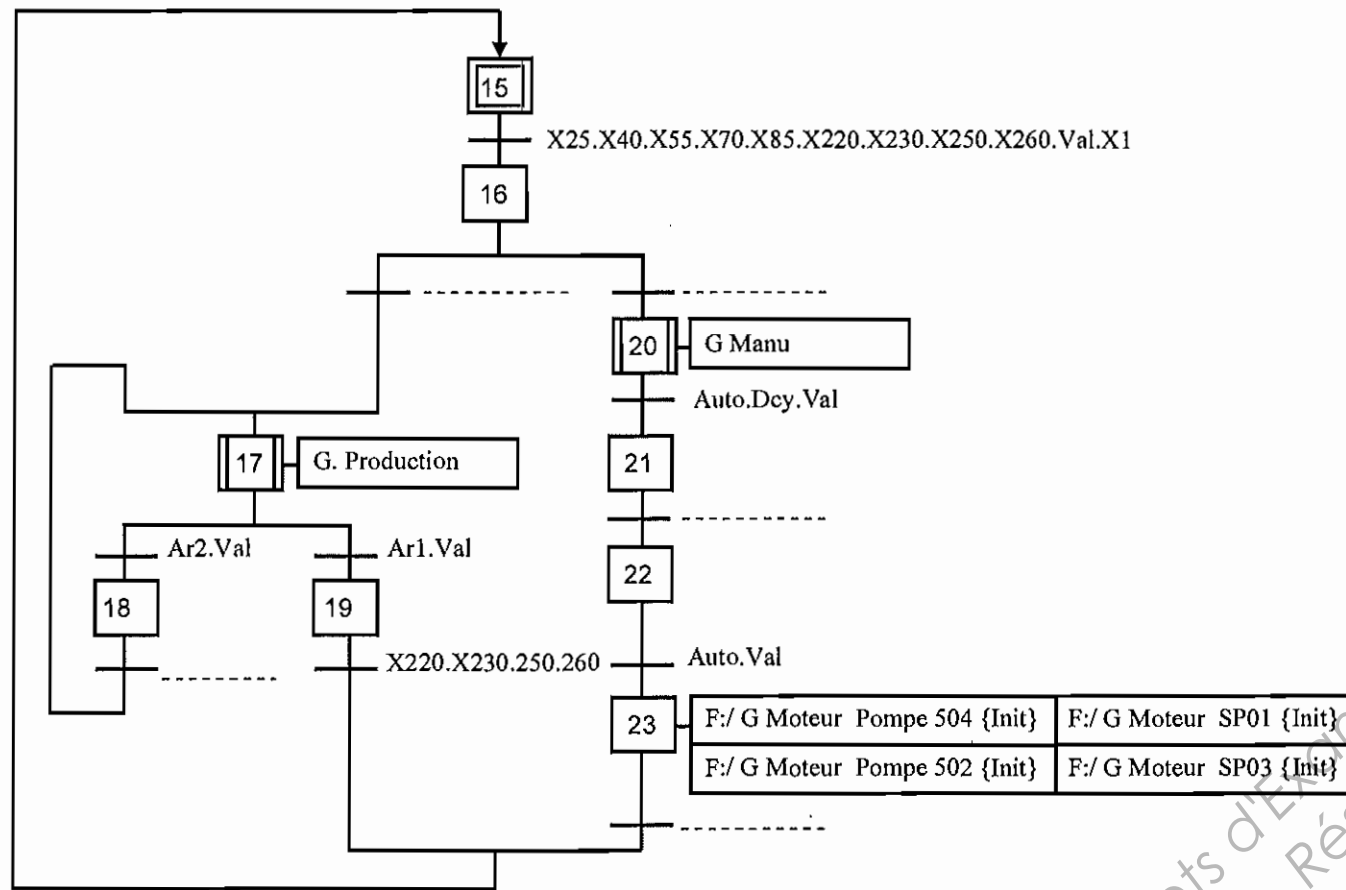 15
X25.X40.X55.X70.X85.X220.X230.X250.X260.Val.X1
16
20
G Manu
Auto.Dcy.Val
17
G. Production
21
Ar2.Val
Ar1.Val
18
19
22
X220.X230.250.260
Auto.Val
23
F:/ G Moteur Pompe 504 {Init}
F:/ G Moteur SP01 {Init}
F:/ G Moteur Pompe 502 {Init}
F:/ G Moteur SP03 {Init}